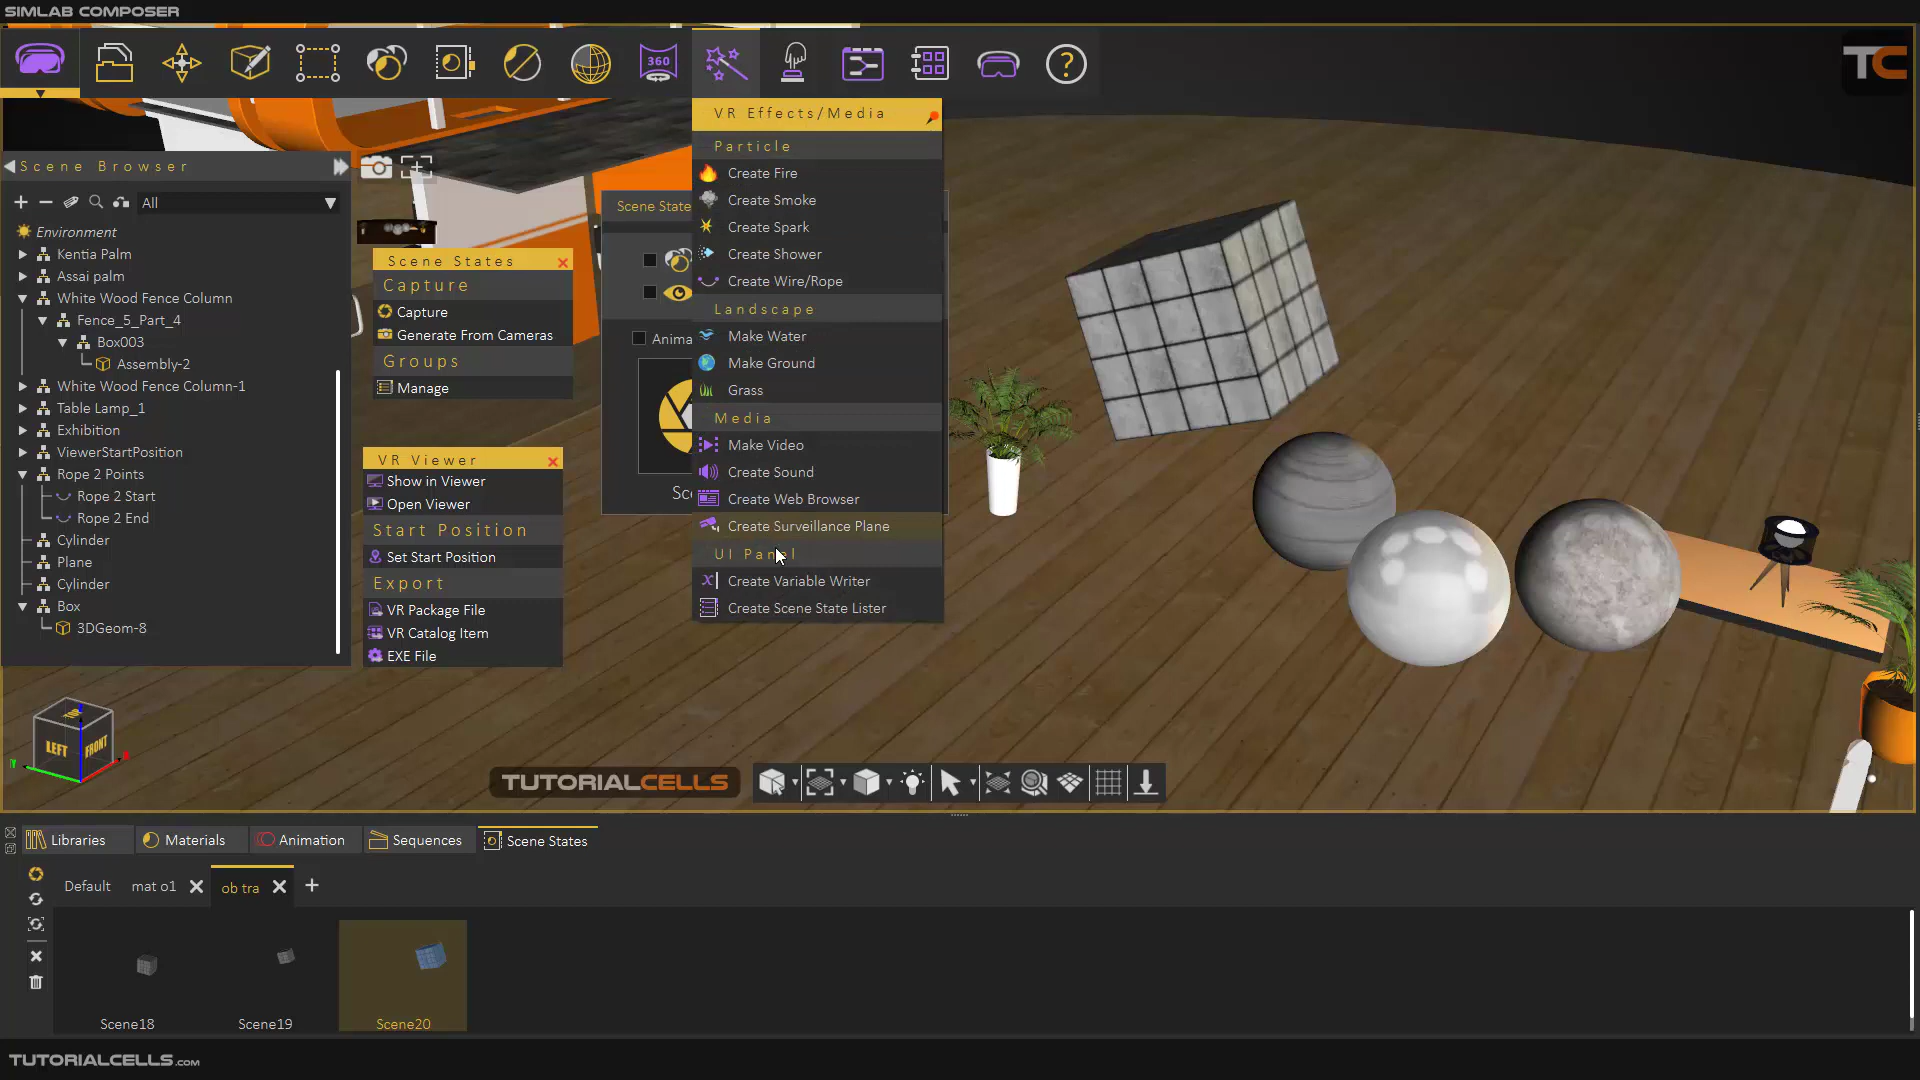 SIMLAB COMPOSER
360
TC
VR Effects/Media
Particle
Create Fire
Create Smoke
Create Spark
Create Shower
Create Wire/Rope
Landscape
Make Water
Make Ground
Grass
Media
Make Video
Create Sound
Create Web Browser
Create Surveillance Plane
UI Panel
Create Variable Writer
Create Scene State Lister
Scene Browser
All
Environment
Kentia Palm
Assai palm
White Wood Fence Column
Fence_5_Part_4
Box003
Assembly-2
White Wood Fence Column-1
Table Lamp_1
Exhibition
ViewerStartPosition
Rope 2 Points
Rope 2 Start
Rope 2 End
Cylinder
Plane
Cylinder
Box
3DGeom-8
Scene States
Capture
Capture
Generate From Cameras
Groups
Manage
VR Viewer
Show in Viewer
Open Viewer
Start Position
Set Start Position
Export
VR Package File
VR Catalog Item
EXE File
Scene State
Anima
Sc
LEFT
FRONT
TUTORIALCELLS
Libraries
Materials
Animation
Sequences
Scene States
Default
mat o1
ob tra
Scene18
Scene19
Scene20
TUTORIALCELLS.COM